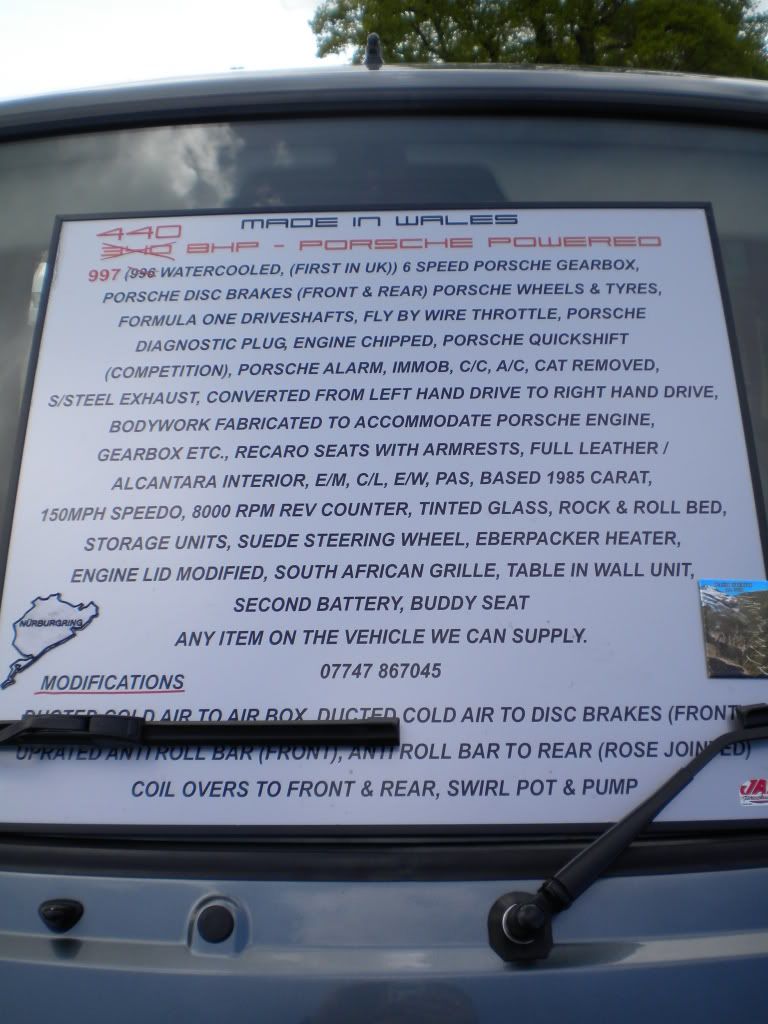 MADE IN WALES
440
340 BHP - PORSCHE POWERED
997 (996 WATERCOOLED, (FIRST IN UK)) 6 SPEED PORSCHE GEARBOX,
PORSCHE DISC BRAKES (FRONT & REAR) PORSCHE WHEELS & TYRES,
FORMULA ONE DRIVESHAFTS, FLY BY WIRE THROTTLE, PORSCHE
DIAGNOSTIC PLUG, ENGINE CHIPPED, PORSCHE QUICKSHIFT
(COMPETITION), PORSCHE ALARM, IMMOB, C/C, A/C, CAT REMOVED,
S/STEEL EXHAUST, CONVERTED FROM LEFT HAND DRIVE TO RIGHT HAND DRIVE,
BODYWORK FABRICATED TO ACCOMMODATE PORSCHE ENGINE,
GEARBOX ETC., RECARO SEATS WITH ARMRESTS, FULL LEATHER /
ALCANTARA INTERIOR, E/M, C/L, E/W, PAS, BASED 1985 CARAT,
150MPH SPEEDO, 8000 RPM REV COUNTER, TINTED GLASS, ROCK & ROLL BED,
STORAGE UNITS, SUEDE STEERING WHEEL, EBERPACKER HEATER,
ENGINE LID MODIFIED, SOUTH AFRICAN GRILLE, TABLE IN WALL UNIT,
SECOND BATTERY, BUDDY SEAT
NÜRBURGRING
ANY ITEM ON THE VEHICLE WE CAN SUPPLY.
07747 867045
MODIFICATIONS
DUCTED COLD AIR TO AIR BOX, DUCTED COLD AIR TO DISC BRAKES (FRONT
UPRATED ANTI ROLL BAR (FRONT), ANTI ROLL BAR TO REAR (ROSE JOINTED)
COIL OVERS TO FRONT & REAR, SWIRL POT & PUMP